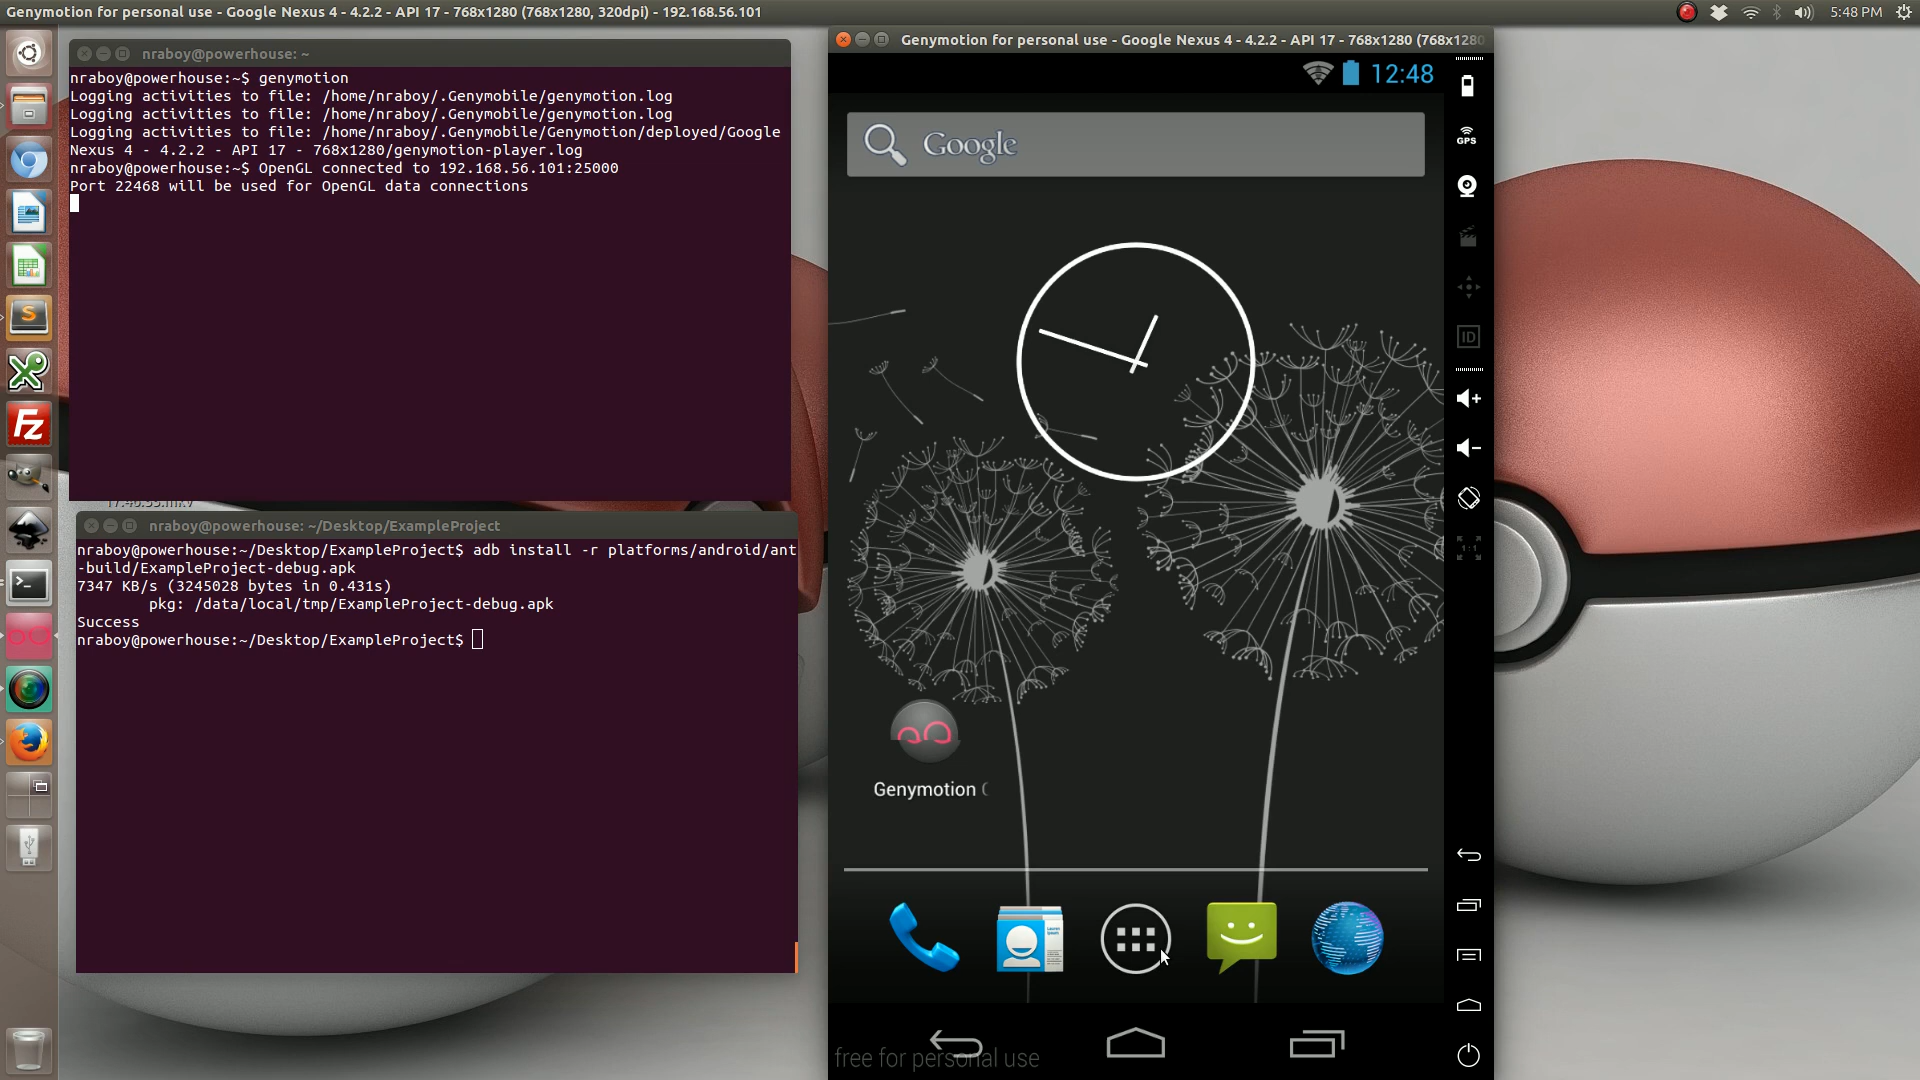 Genymotion for personal use - Google Nexus 4 - 4.2.2 - API 17 - 768x1280 (768x1280, 320dpi) - 192.168.56.101
5:48 PM
nraboy@powerhouse: ~
nraboy@powerhouse:~$ genymotion
Logging activities to file: /home/nraboy/.Genymobile/genymotion.log
Logging activities to file: /home/nraboy/.Genymobile/genymotion.log
Logging activities to file: /home/nraboy/.Genymobile/Genymotion/deployed/Google
Nexus 4 - 4.2.2 - API 17 - 768x1280/genymotion-player.log
nraboy@powerhouse:~$ OpenGL connected to 192.168.56.101:25000
Port 22468 will be used for OpenGL data connections
nraboy@powerhouse: ~/Desktop/ExampleProject
nraboy@powerhouse:~/Desktop/ExampleProject$ adb install -r platforms/android/ant
-build/ExampleProject-debug.apk
7347 KB/s (3245028 bytes in 0.431s)
pkg: /data/local/tmp/ExampleProject-debug.apk
Success
nraboy@powerhouse:~/Desktop/ExampleProject$
Genymotion for personal use - Google Nexus 4 - 4.2.2 - API 17 - 768x1280 (768x1280
12:48
Google
GPS
ID
1:1
Genymotion
free for personal use
S
Fz